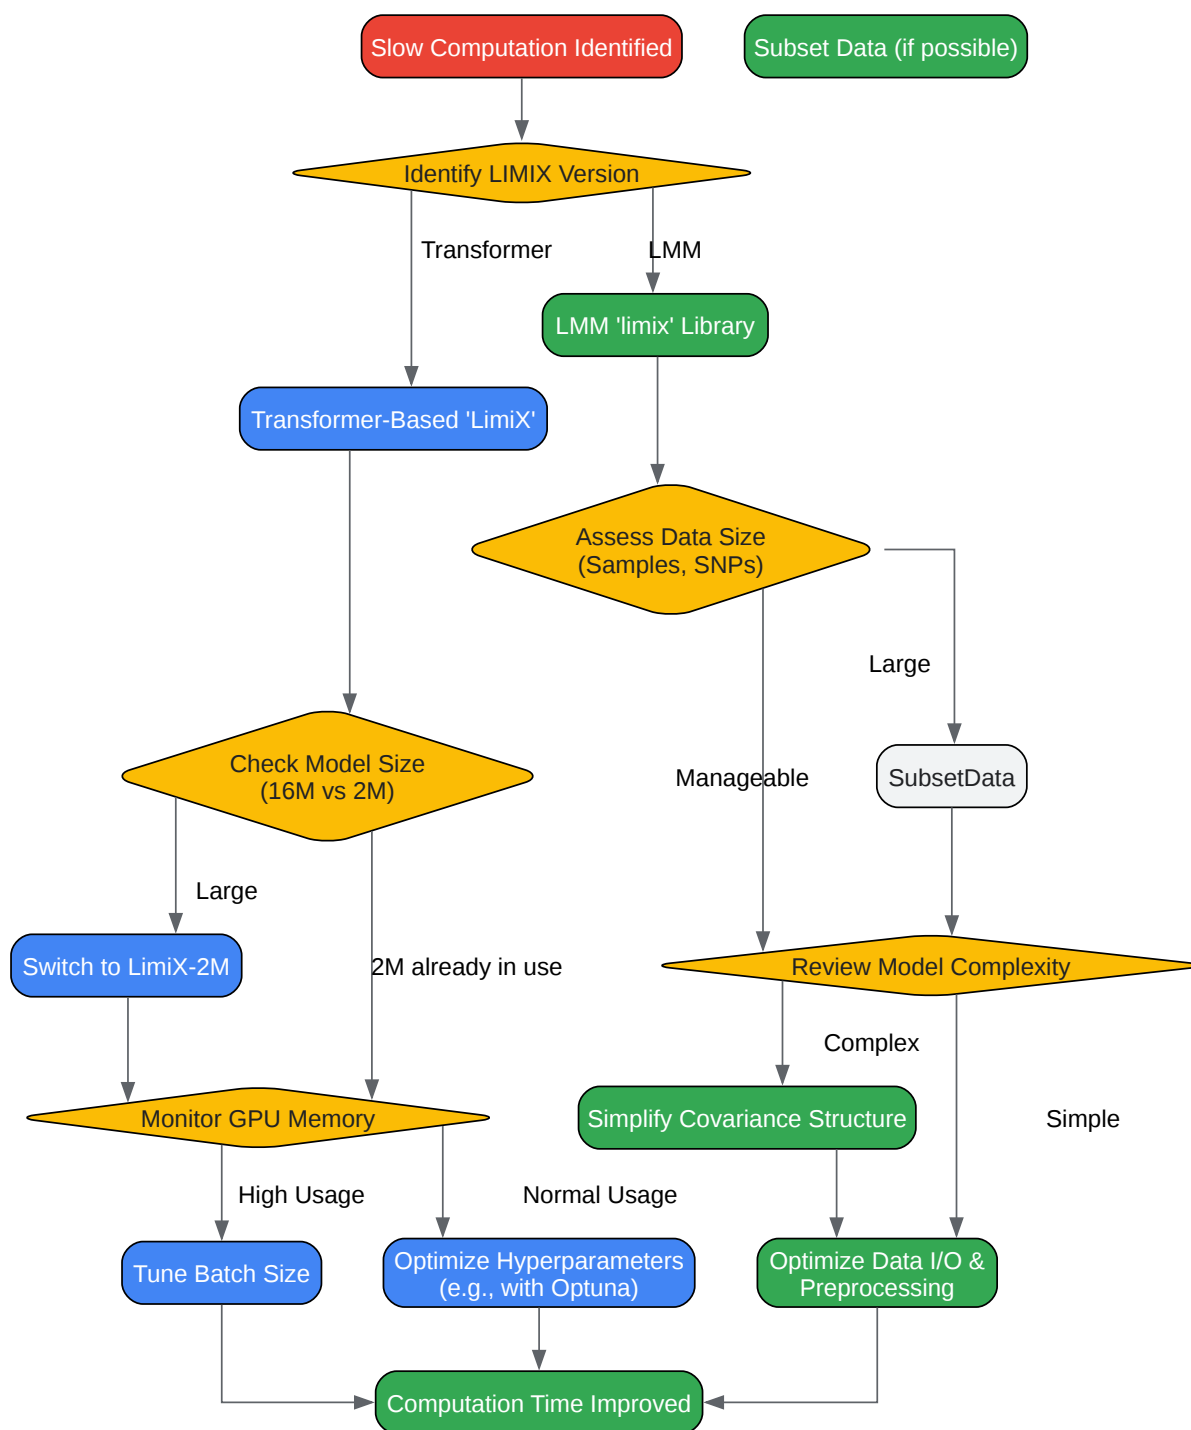 Slow Computation Identified
Subset Data (if possible)
Identify LIMIX Version
Transformer
LMM
LMM 'limix' Library
Transformer-Based 'LimiX'
Assess Data Size
(Samples, SNPs)
Large
Check Model Size
(16M vs 2M)
Manageable
SubsetData
Large
Switch to LimiX-2M
2M already in use
Review Model Complexity
Complex
Monitor GPU Memory
Simplify Covariance Structure
Simple
High Usage
Normal Usage
Tune Batch Size
Optimize Hyperparameters
(e.g., with Optuna)
Optimize Data I/O &
Preprocessing
Computation Time Improved